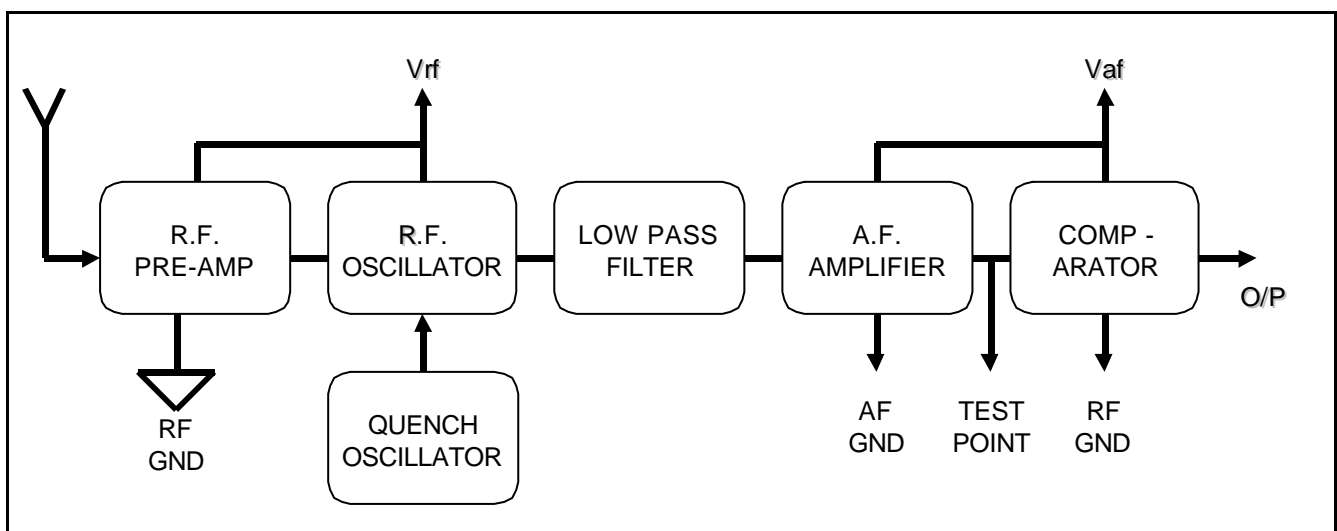 Vrf
Vaf
R.F.
PRE-AMP
R.F.
OSCILLATOR
LOW PASS
FILTER
A.F.
AMPLIFIER
COMP -
ARATOR
O/P
RF
GND
QUENCH
OSCILLATOR
AF
GND
TEST
POINT
RF
GND